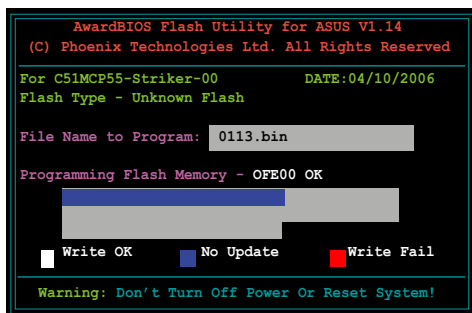 AwardBIOS Flash Utility for ASUS V1.14
(C) Phoenix Technologies Ltd. All Rights Reserved
For C51MCP55-Striker-00 DATE:04/10/2006
Flash Type - Unknown Flash
File Name to Program: 0113.bin
Programming Flash Memory - OFE00 OK
Write OK No Update Write Fail
Warning: Don't Turn Off Power Or Reset System!